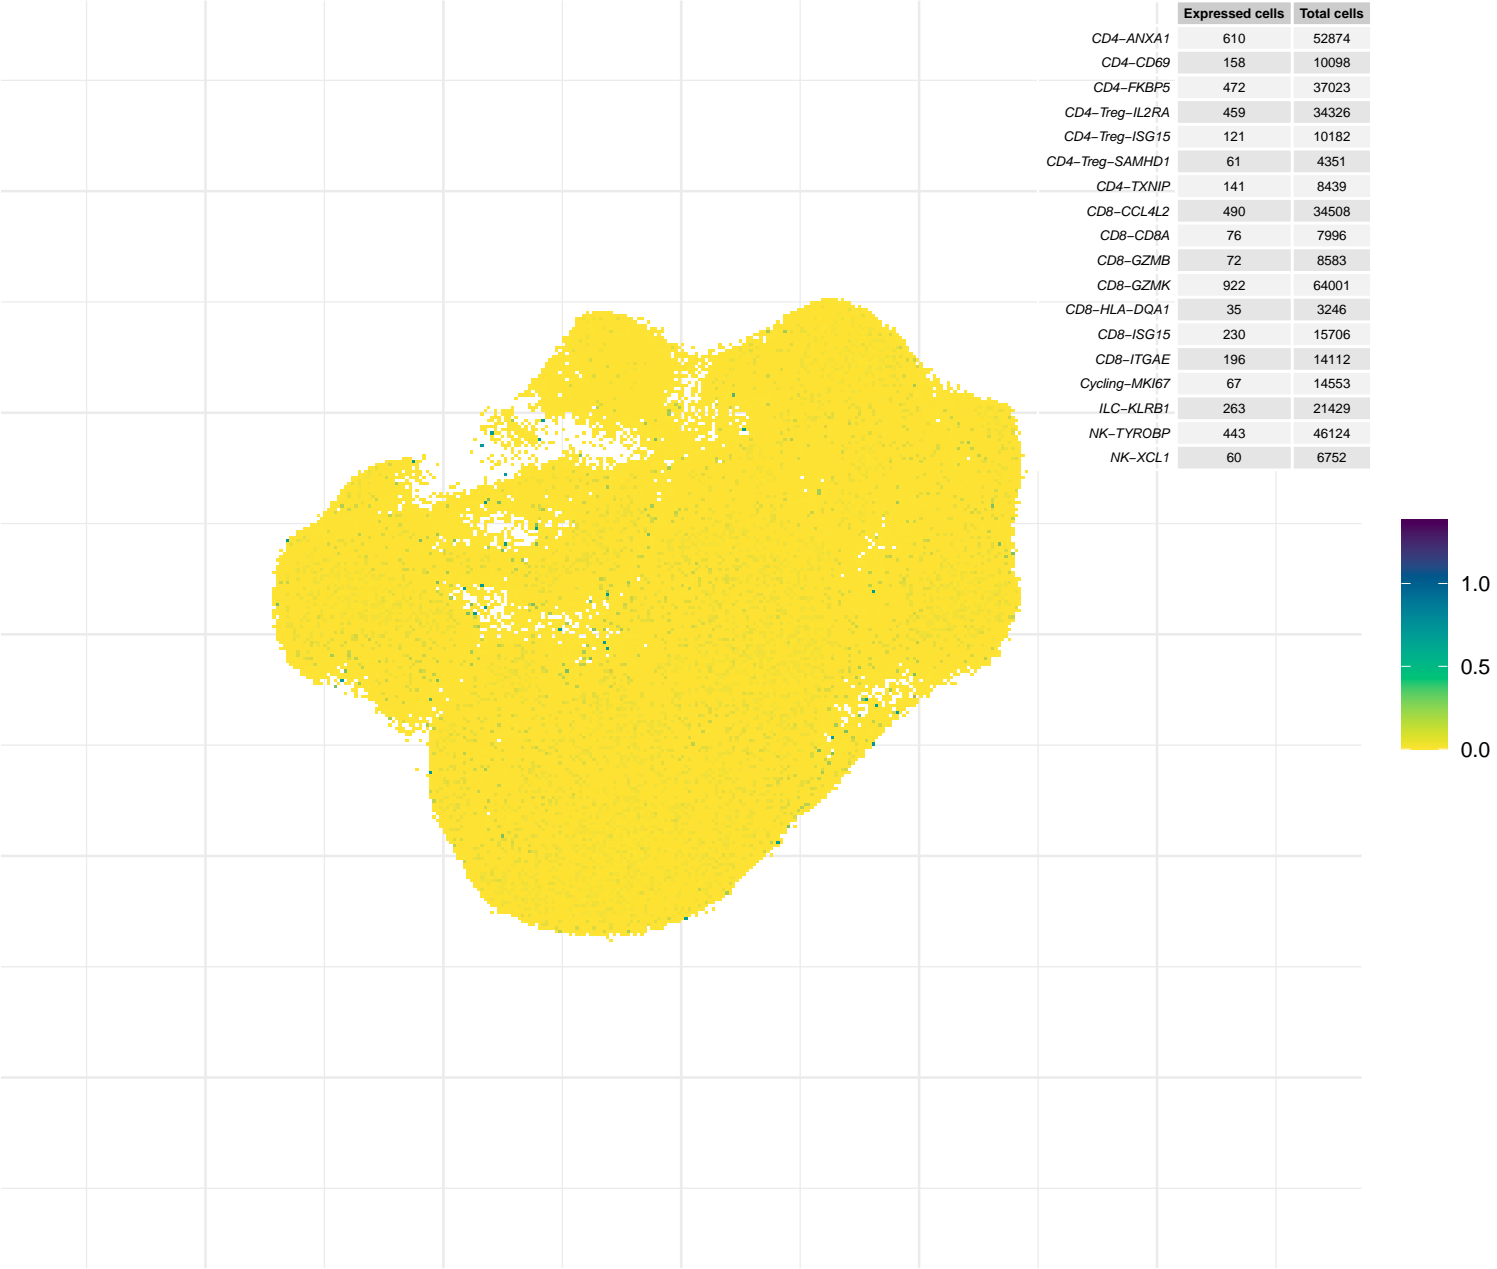 Expressed cells Total cells
CD4−ANXA1 610 52874
CD4−CD69 158 10098
CD4−FKBP5 472 37023
CD4−Treg−IL2RA 459 34326
CD4−Treg−ISG15 121 10182
CD4−Treg−SAMHD1 61 4351
CD4−TXNIP 141 8439
CD8−CCL4L2 490 34508
CD8−CD8A 76 7996
CD8−GZMB 72 8583
CD8−GZMK 922 64001
CD8−HLA−DQA1 35 3246
CD8−ISG15 230 15706
CD8−ITGAE 196 14112
Cycling−MKI67 67 14553
ILC−KLRB1 263 21429
NK−TYROBP 443 46124
NK−XCL1 60 6752
1.0
0.5
0.0